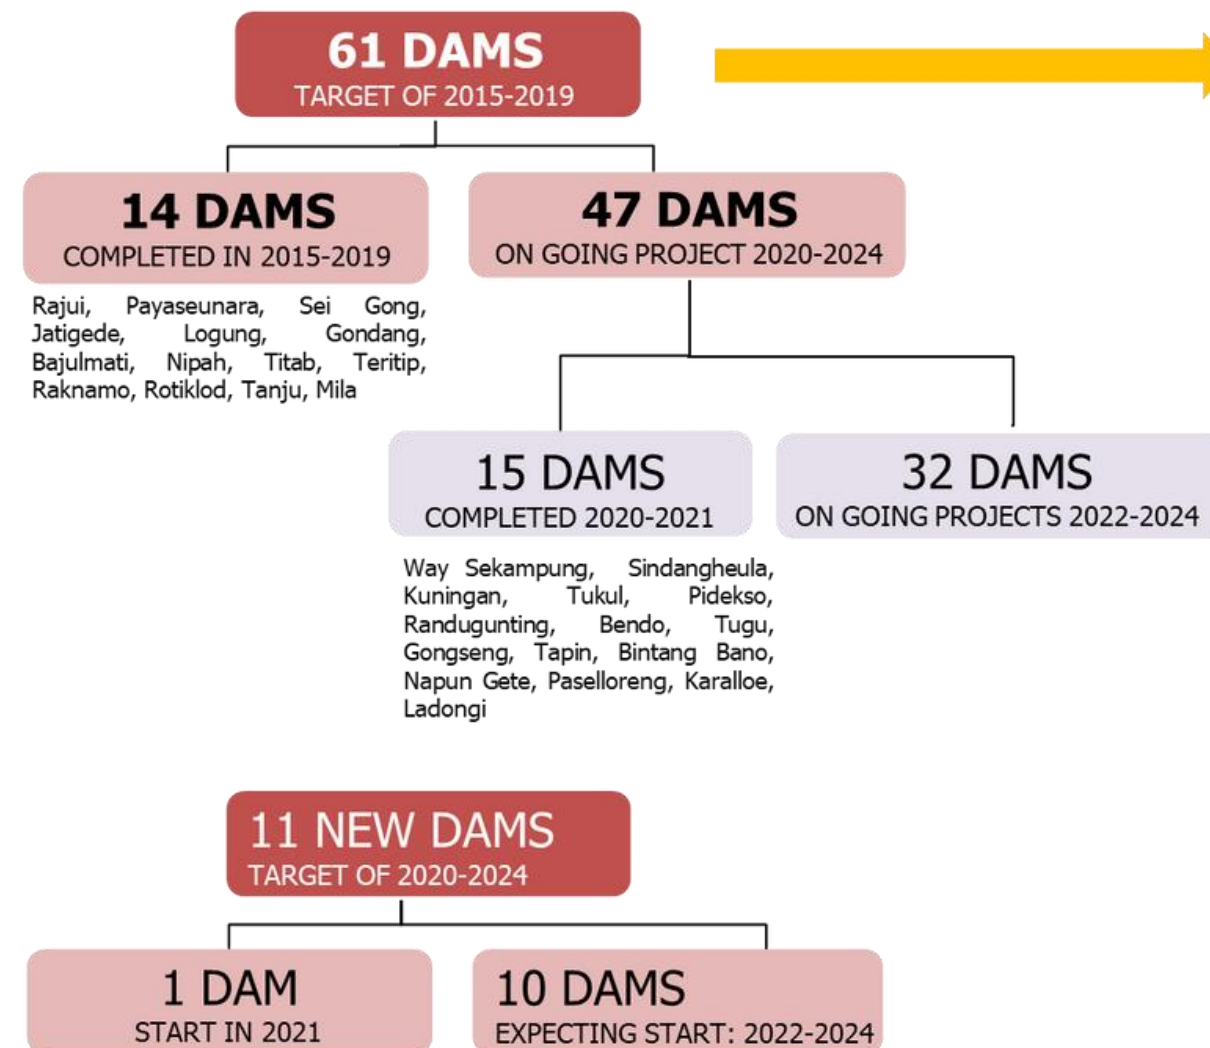 61 DAMS
TARGET OF 2015-2019
14 DAMS
COMPLETED IN 2015-2019
Rajui, Payaseunara, Sei Gong,
Jatigede, Logung, Gondang,
Bajulmati, Nipah, Titab, Teritip,
Raknamo, Rotiklod, Tanju, Mila
47 DAMS
ON GOING PROJECT 2020-2024
15 DAMS
COMPLETED 2020-2021
Way Sekampung, Sindangheula,
Kuningan, Tukul, Pidekso,
Randugunting, Bendo, Tugu,
Gongseng, Tapin, Bintang Bano,
Napun Gete, Paselloreng, Karalloe,
Ladongi
32 DAMS
ON GOING PROJECTS 2022-2024
11 NEW DAMS
TARGET OF 2020-2024
1 DAM
START IN 2021
10 DAMS
EXPECTING START: 2022-2024